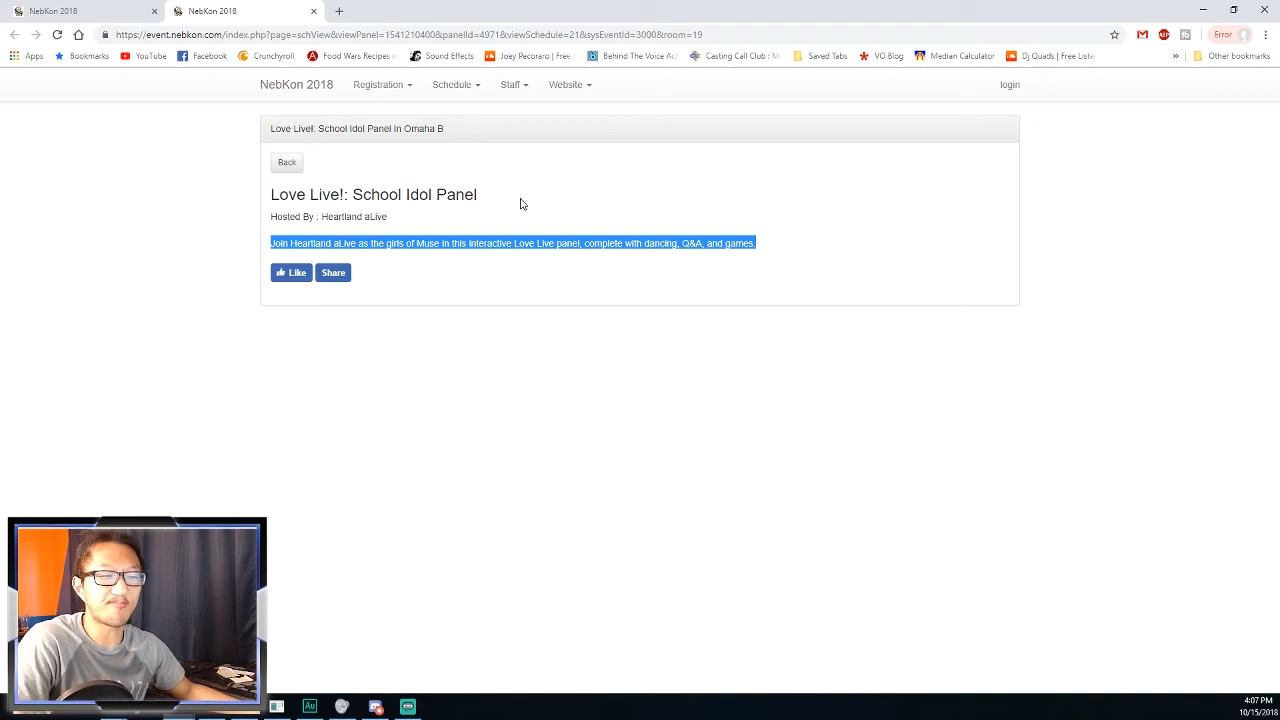 NebKon 2018
NebKon 2018
https://event.nebkon.com/index.php?page=schView&viewPanel=1541210400&panelId=4971&viewSchedule=21&sysEventId=3000&room=19
Error
Apps Bookmarks YouTube Facebook Crunchyroll Food War Recipes in Sound Effects Joey Pecoraro | Free Behind The Voice Act Casting Call Club : M Saved Tabs VO Blog Median Calculator Dj Quads | Free Liste » Other bookmarks
NebKon 2018 Registration Schedule Staff Website login
Love Live!: School Idol Panel In Omaha B
Back
Love Live!: School Idol Panel
Hosted By : Heartland aLive
Join Heartland aLive as the girls of Muse in this interactive Love Live panel, complete with dancing, Q&A, and games.
Like Share
Au
4:07 PM
10/15/2018